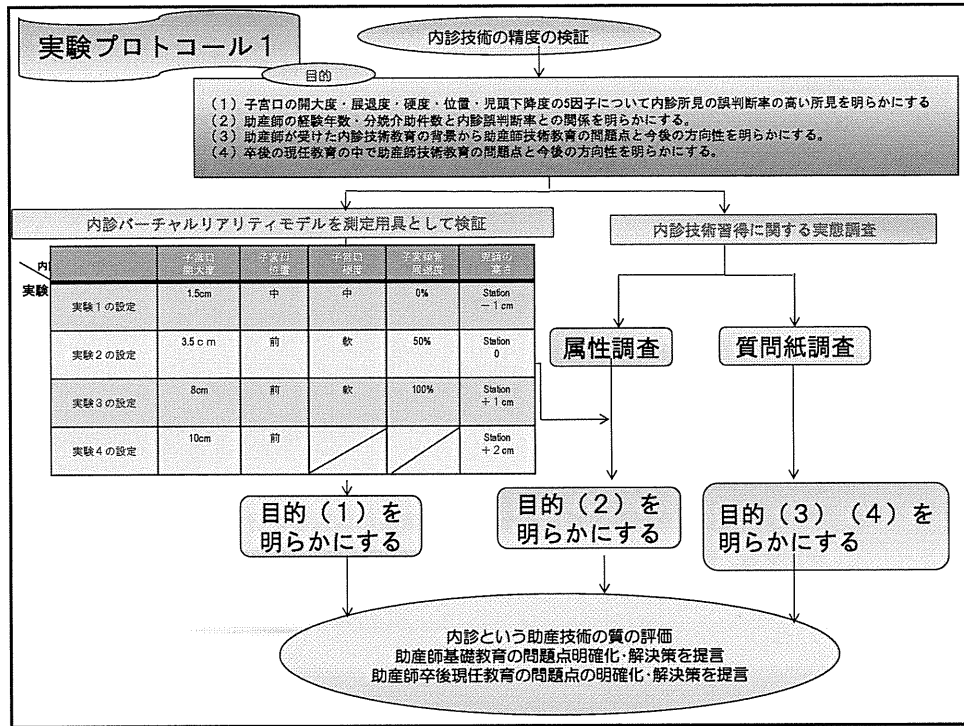 実験プロトコール1
内診技術の精度の検証
目的
(1)子宮口の開大度・展退度・硬度・位置・児頭下降度の5因子について内診所見の誤判断率の高い所見を明らかにする
(2)助産師の経験年数・分娩介助件数と内診誤判断率との関係を明らかにする。
(3)助産師が受けた内診技術教育の背景から助産師技術教育の問題点と今後の方向性を明らかにする。
(4)卒後の現任教育の中で助産師技術教育の問題点と今後の方向性を明らかにする。
内診バーチャルリアリティモデルを測定用具として検証
内診技術習得に関する実態調査
内
実験
子宮口 開大度 子宮口 位置 子宮口 硬度 子宮頸管 展退度 児頭の 高さ
実験1の設定 1.5cm 中 中 0% Station −1cm
実験2の設定 3.5cm 前 軟 50% Station 0
実験3の設定 8cm 前 軟 100% Station +1cm
実験4の設定 10cm 前 Station +2cm
属性調査
質問紙調査
目的(1)を
明らかにする
目的(2)を
明らかにする
目的(3)(4)を
明らかにする
内診という助産技術の質の評価
助産師基礎教育の問題点明確化・解決策を提言
助産師卒後現任教育の問題点の明確化・解決策を提言